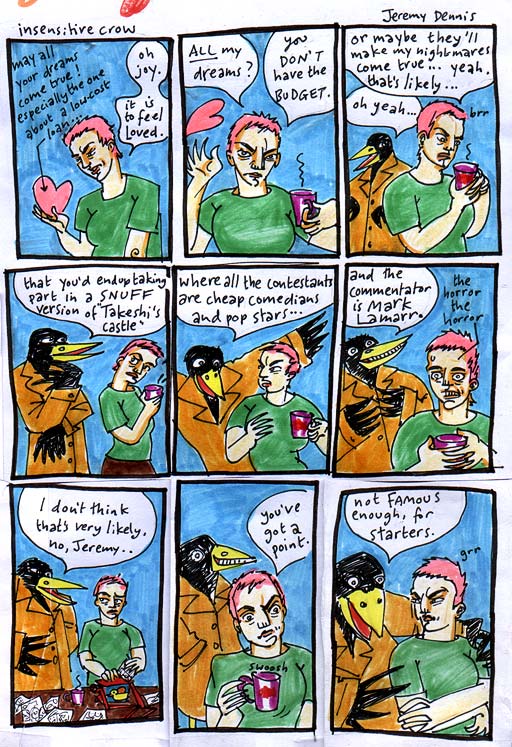 insensitive crow
Jeremy Dennis
may all
your dreams
come true!
especially the one
about a low-cost
loan...
oh
joy.
it is
to feel
loved.
ALL my
dreams?
you
DON'T
have the
BUDGET.
or maybe they'll
make my nightmares
come true... yeah.
that's likely...
oh yeah...
brr
that you'd end up taking
part in a SNUFF
version of "Takeshi's
Castle"
where all the contestants
are cheap comedians
and pop stars...
and the
commentator
is Mark
Lamarr.
the
horror
the
horror
I don't think
that's very likely,
no, Jeremy..
you've
got a
point.
swoosh
not FAMOUS
enough, for
starters.
grr